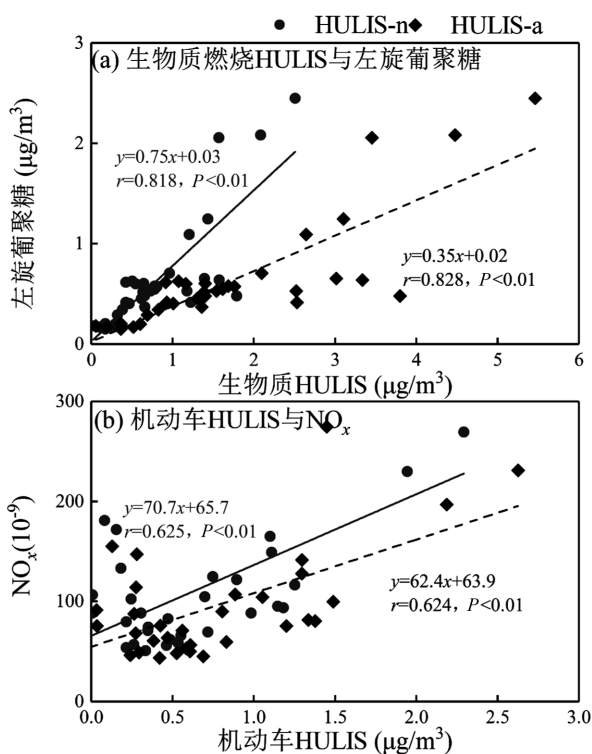 HULIS-n HULIS-a
(a) 生物质燃烧HULIS与左旋葡聚糖
3
2
1
0
左旋葡聚糖 (μg/m³)
y=0.75x+0.03
r=0.818，P<0.01
y=0.35x+0.02
r=0.828，P<0.01
0 1 2 3 4 5 6
生物质HULIS (μg/m³)
(b) 机动车HULIS与NOₓ
300
200
100
0
NOₓ(10⁻⁹)
y=70.7x+65.7
r=0.625，P<0.01
y=62.4x+63.9
r=0.624，P<0.01
0.0 0.5 1.0 1.5 2.0 2.5 3.0
机动车HULIS (μg/m³)